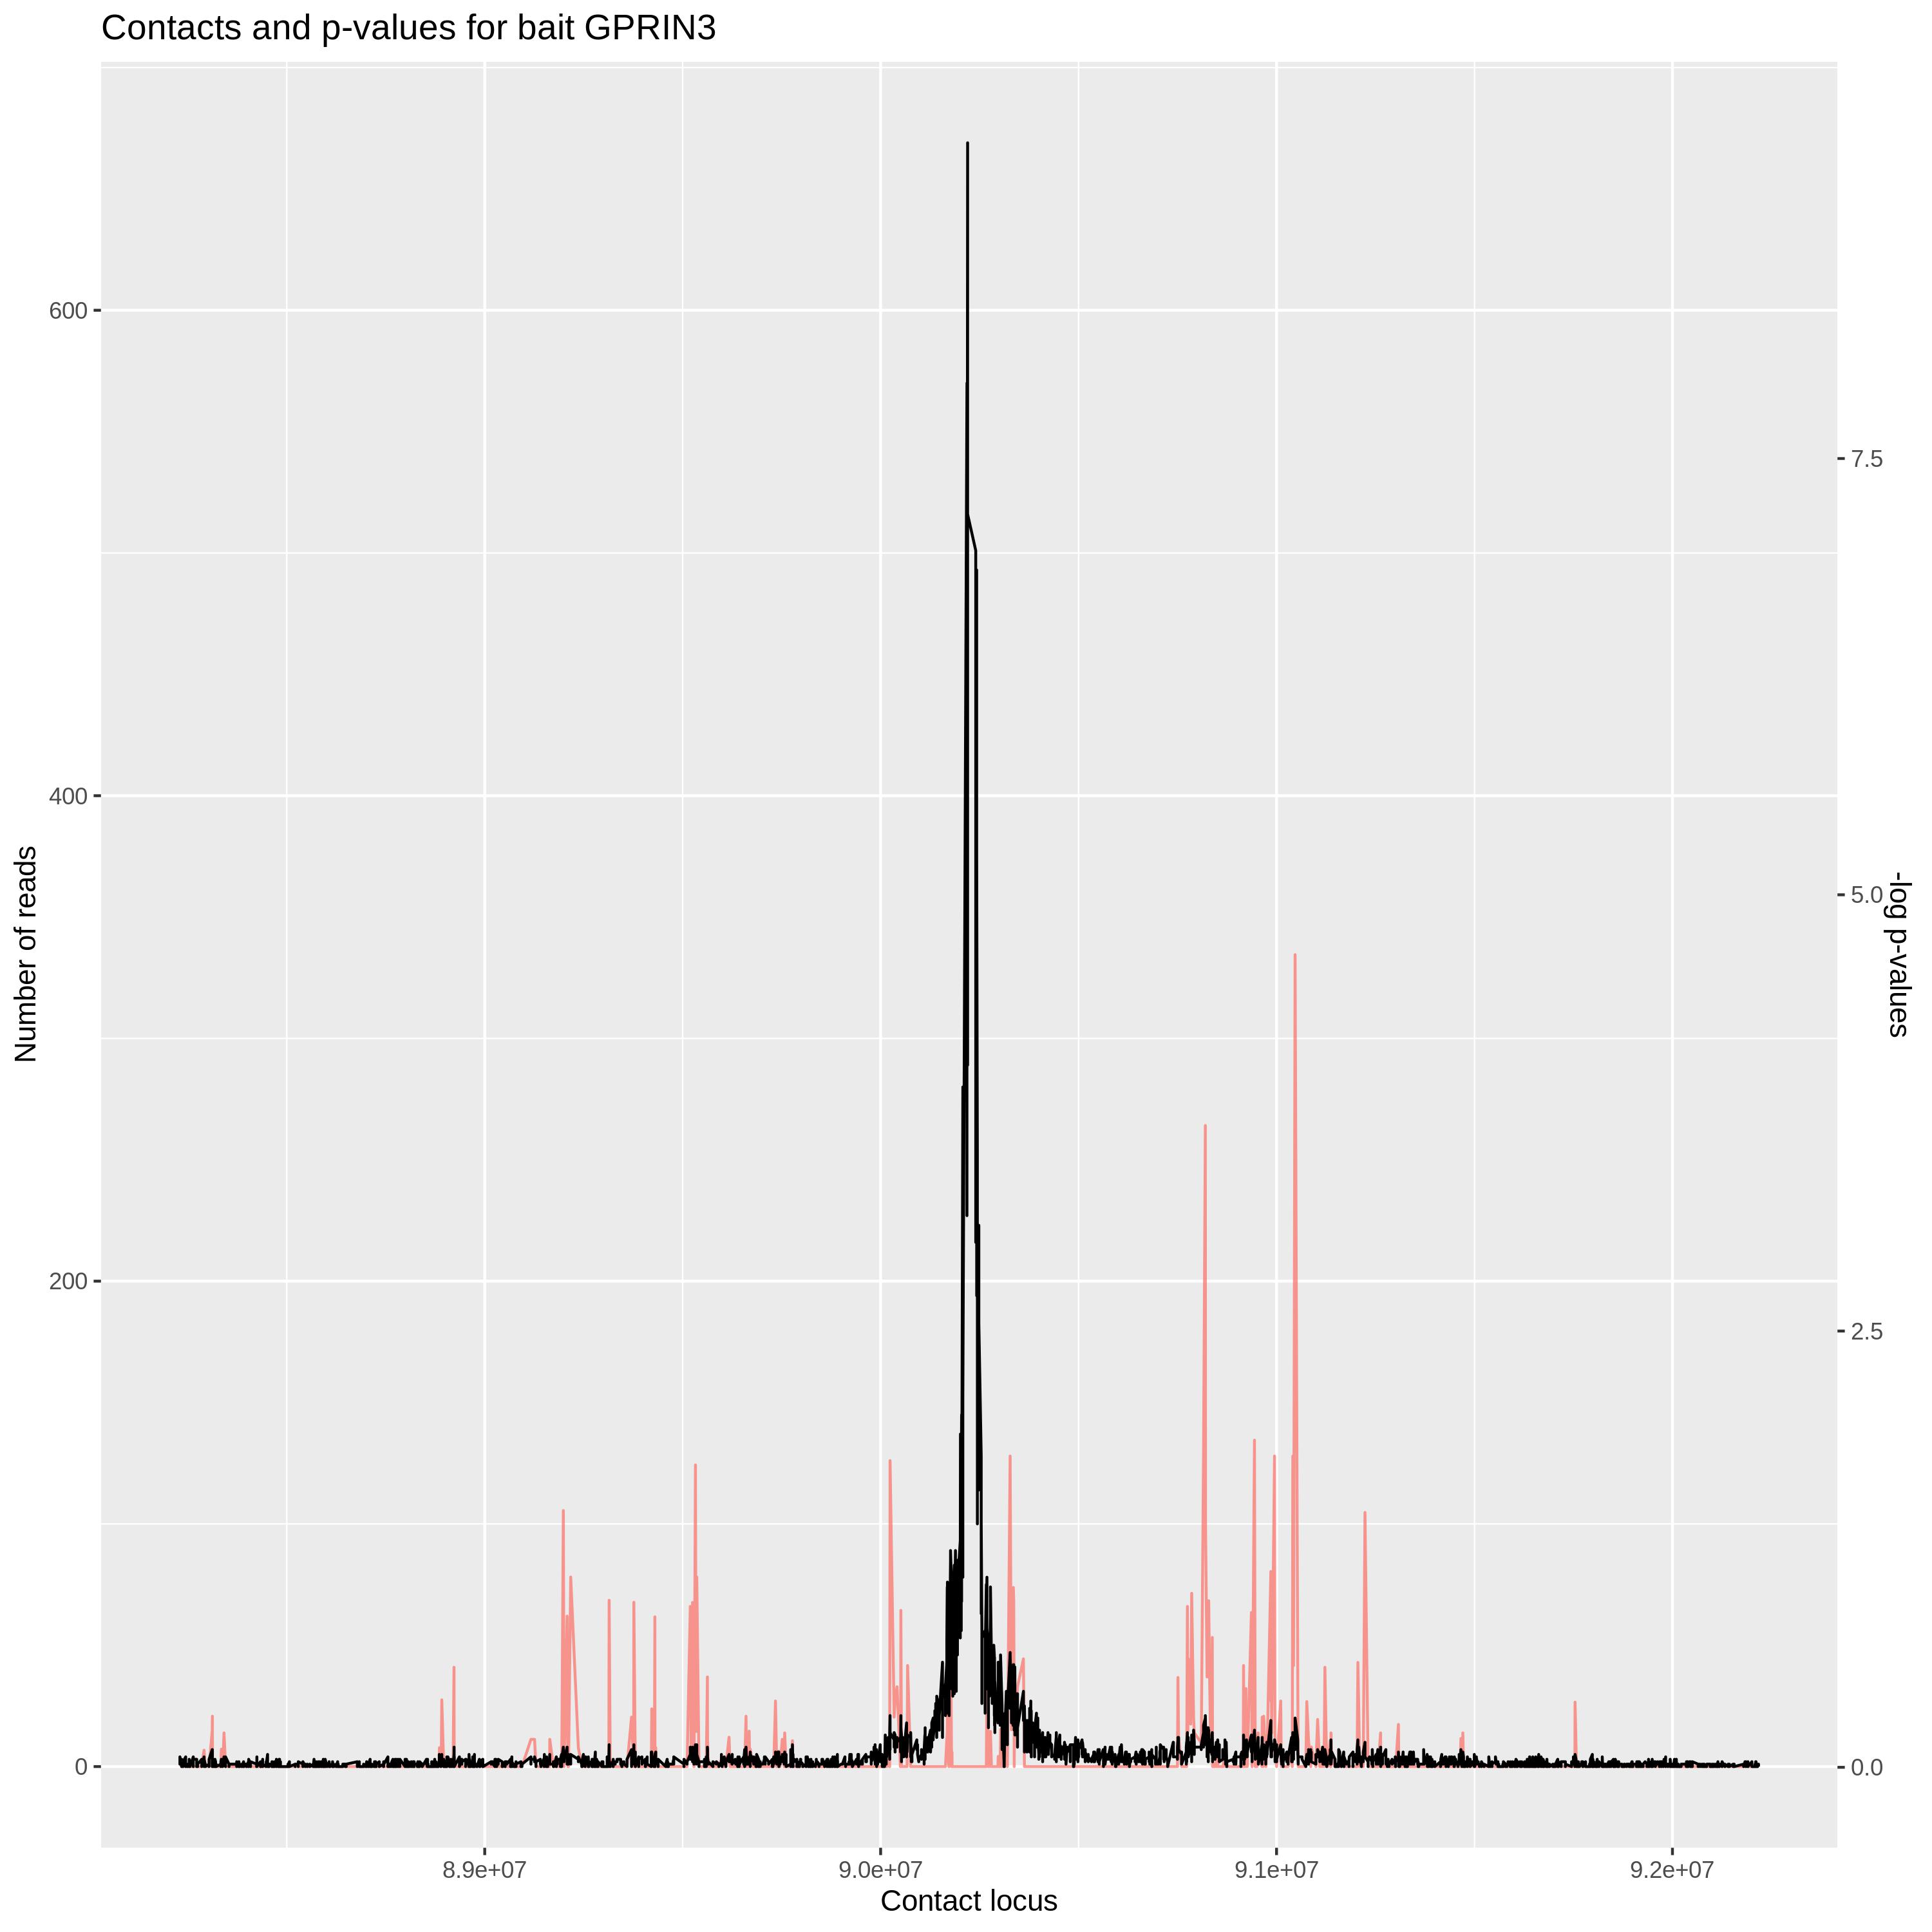 Contacts and p-values for bait GPRIN3
600
400
200
0
Number of reads
7.5
5.0
2.5
0.0
-log p-values
8.9e+07
9.0e+07
9.1e+07
9.2e+07
Contact locus